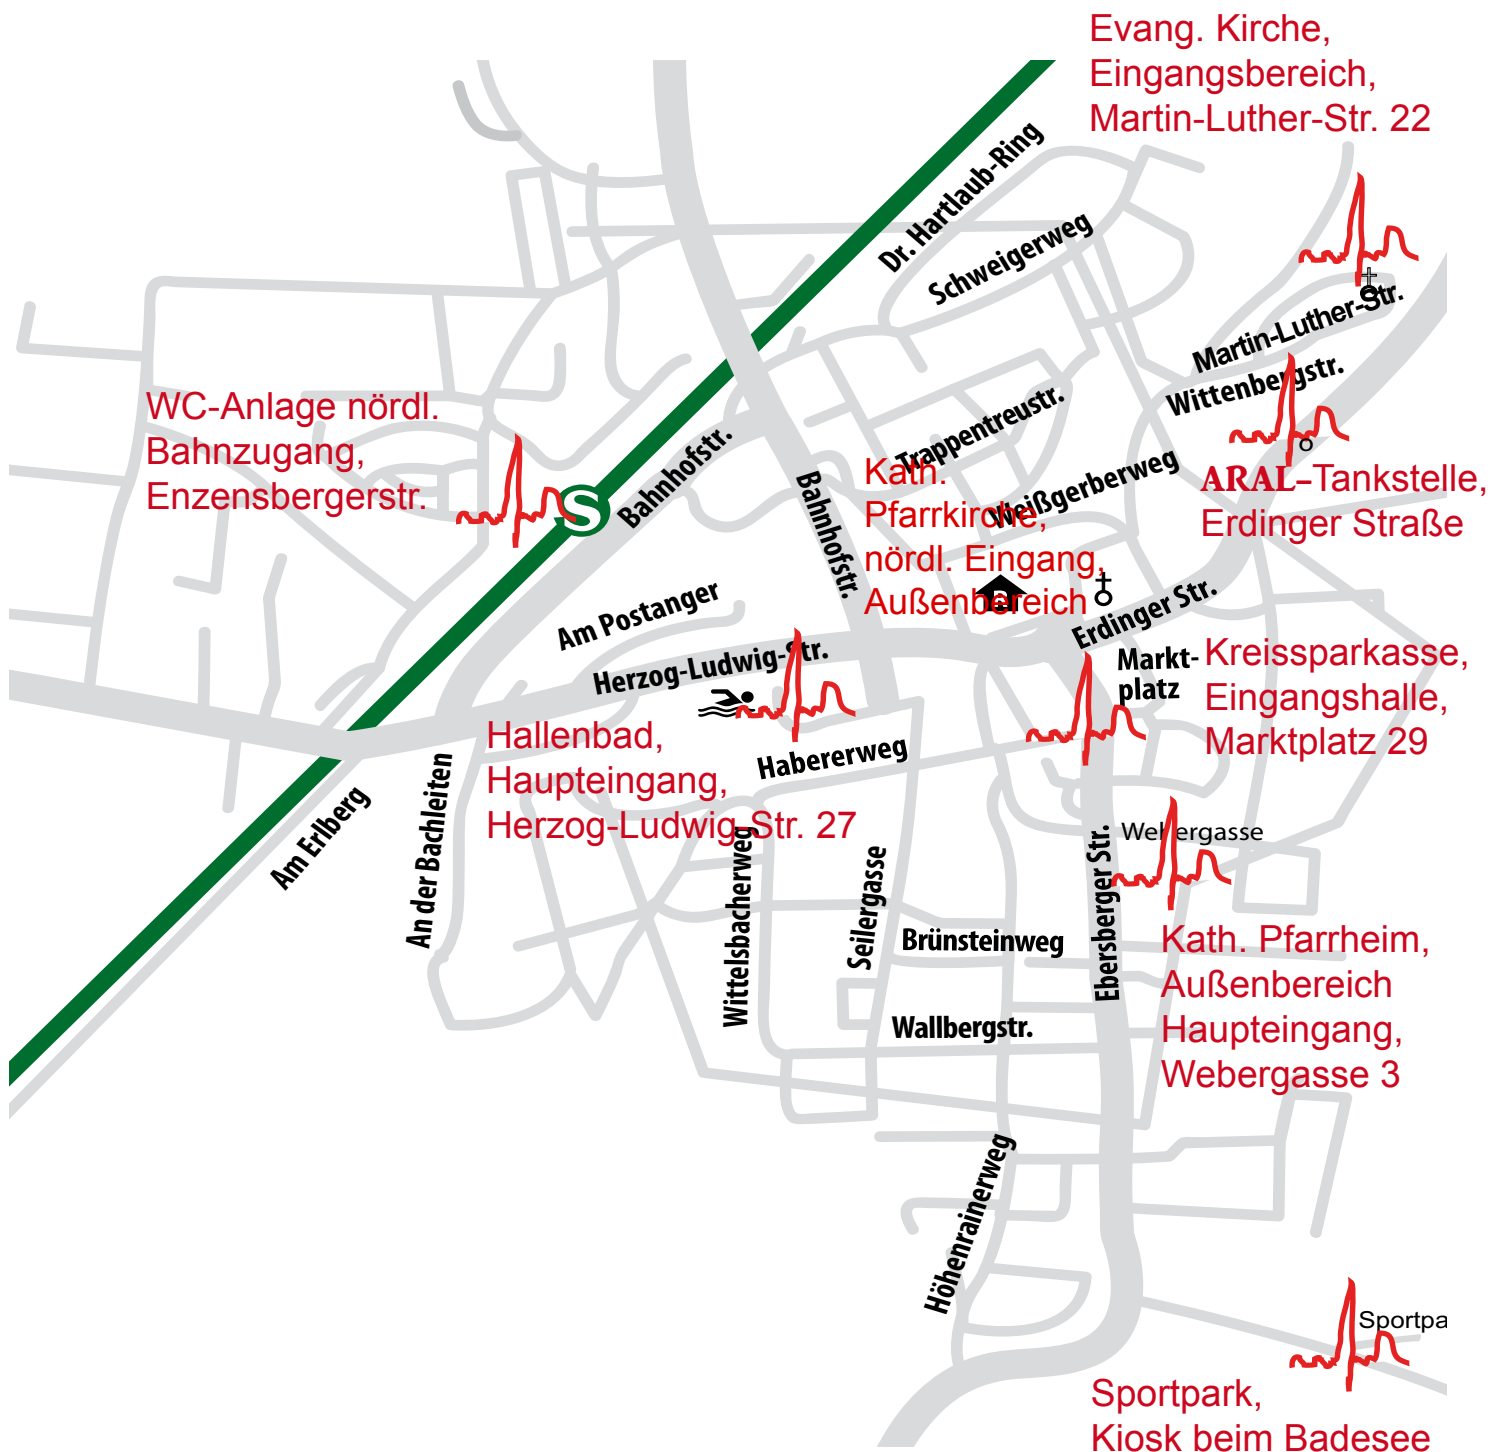 Evang. Kirche,
Eingangsbereich,
Martin-Luther-Str. 22
Dr. Hartlaub-Ring
Schweigerweg
Martin-Luther-Str.
Wittenbergstr.
WC-Anlage nördl.
Bahnzugang,
Enzensbergerstr.
S
Bahnhofstr.
Trappentreustr.
Bahnhofstr.
Kath.
Pfarrkirche,
nördl. Eingang,
Außenbereich
Weißgerberweg
ARAL-Tankstelle,
Erdinger Straße
Am Postanger
Erdinger Str.
Herzog-Ludwig-Str.
Markt-
platz
Kreissparkasse,
Eingangshalle,
Marktplatz 29
Hallenbad,
Haupteingang,
Herzog-Ludwig-Str. 27
Habererweg
Am Erlberg
An der Bachleiten
Wittelsbacherweg
Seilergasse
Ebersberger Str.
Webergasse
Brünsteinweg
Kath. Pfarrheim,
Außenbereich
Haupteingang,
Webergasse 3
Wallbergstr.
Höhenrainerweg
Sportpa
Sportpark,
Kiosk beim Badesee